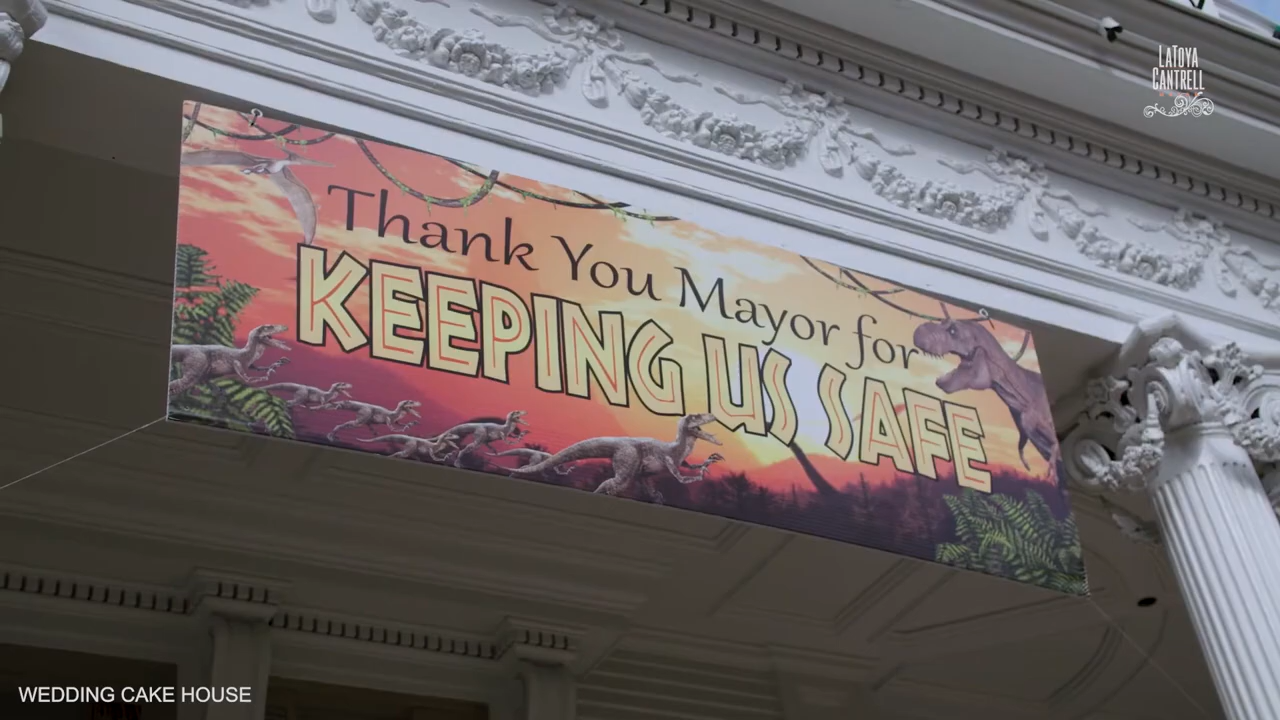 LATOYA
CANTRELL
Thank You Mayor for
KEEPING US SAFE
WEDDING CAKE HOUSE